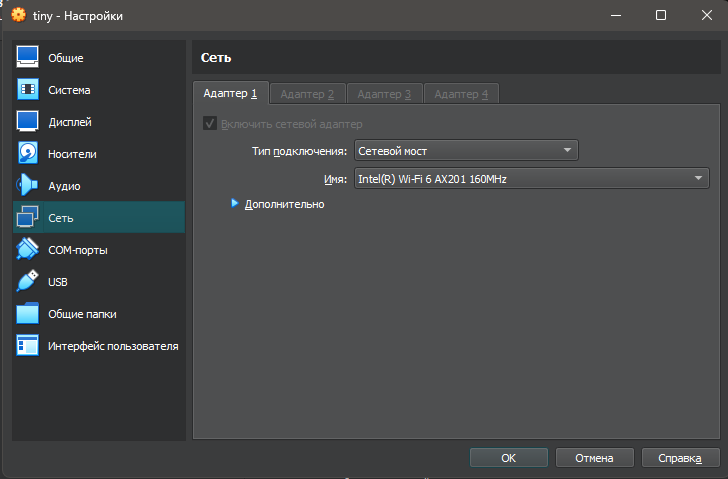 tiny - Настройки
Общие
Система
Дисплей
Носители
Аудио
Сеть
COM-порты
USB
Общие папки
Интерфейс пользователя
Сеть
Адаптер 1 Адаптер 2 Адаптер 3 Адаптер 4
Включить сетевой адаптер
Тип подключения: Сетевой мост
Имя: Intel(R) Wi-Fi 6 AX201 160MHz
Дополнительно
OK Отмена Справка